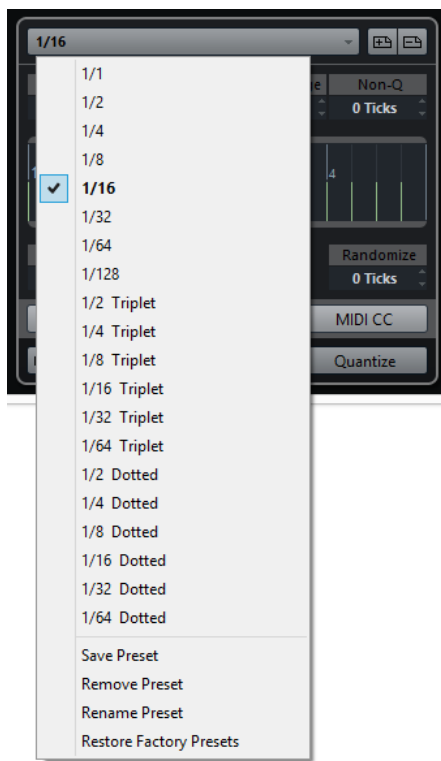 1/16
1/1
Non-Q
1/2
0 Ticks
1/4
1/8
4
1/16
1/32
1/64
Randomize
1/128
0 Ticks
1/2 Triplet
1/4 Triplet
MIDI CC
1/8 Triplet
Quantize
1/16 Triplet
1/32 Triplet
1/64 Triplet
1/2 Dotted
1/4 Dotted
1/8 Dotted
1/16 Dotted
1/32 Dotted
1/64 Dotted
Save Preset
Remove Preset
Rename Preset
Restore Factory Presets